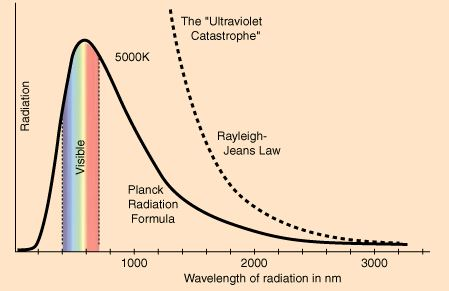 The "Ultraviolet
Catastrophe"
5000K
Radiation
Visible
Rayleigh-
Jeans Law
Planck
Radiation
Formula
1000
2000
3000
Wavelength of radiation in nm